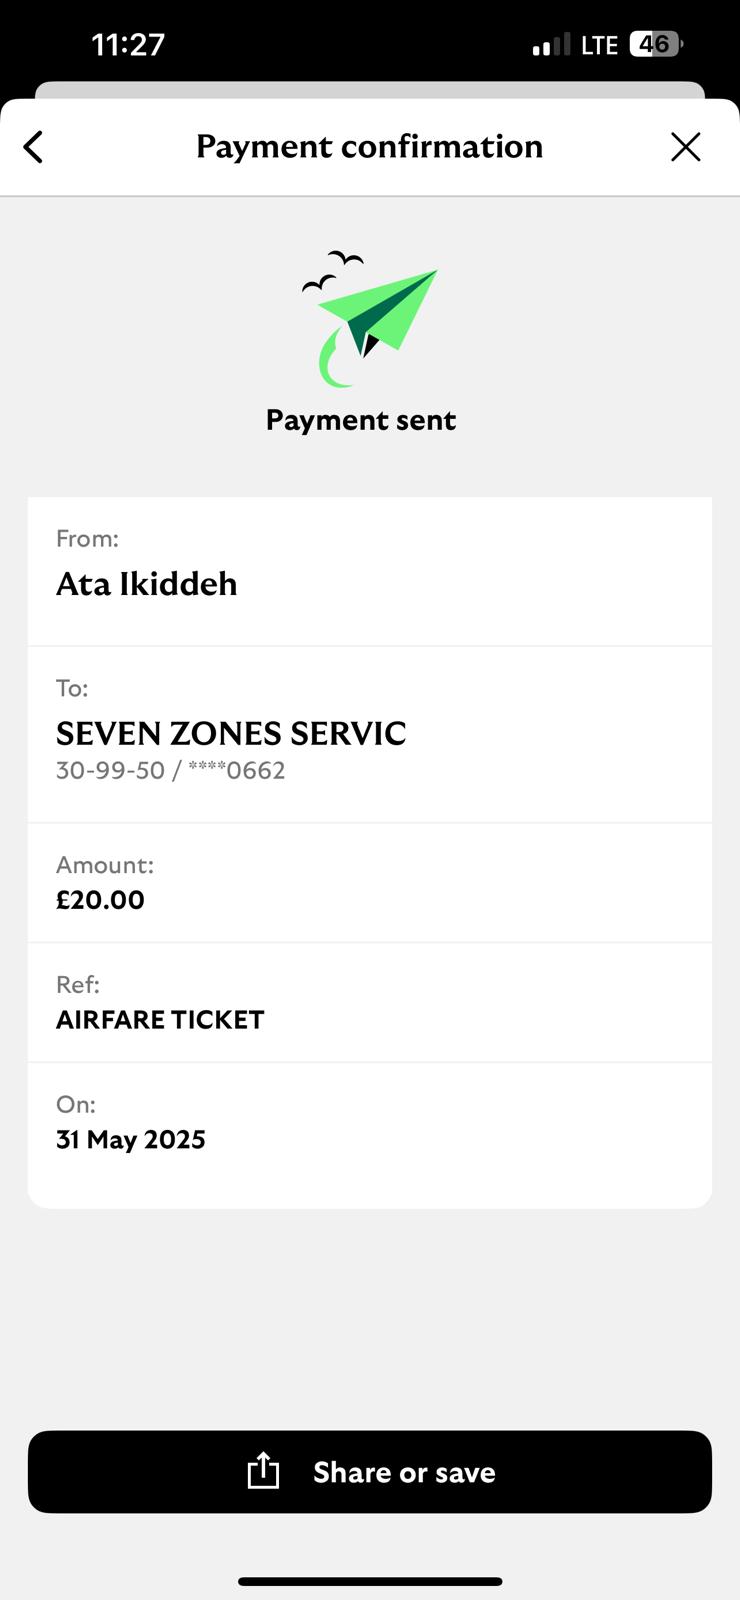 11:27
LTE 46
Payment confirmation
Payment sent
From:
Ata Ikiddeh
To:
SEVEN ZONES SERVIC
30-99-50 / ****0662
Amount:
£20.00
Ref:
AIRFARE TICKET
On:
31 May 2025
Share or save